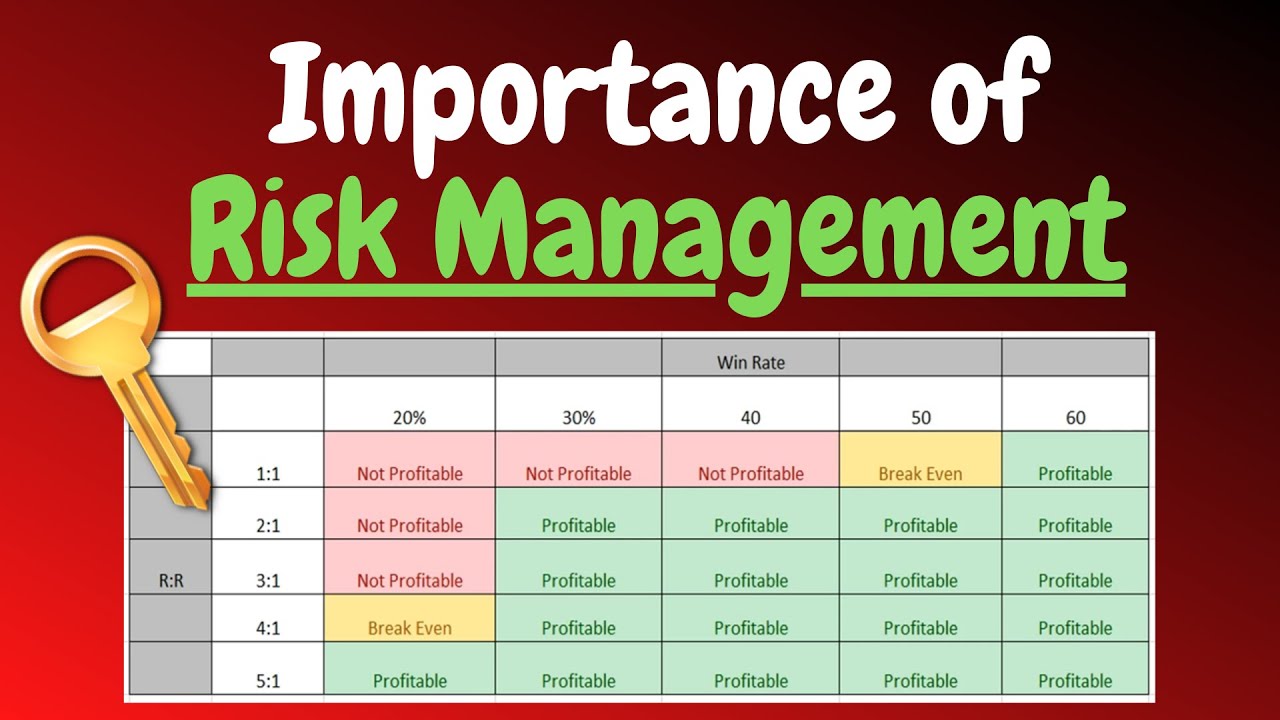 Importance of
Risk Management
Win Rate
20% 30% 40 50 60
1:1 Not Profitable Not Profitable Not Profitable Break Even Profitable
2:1 Not Profitable Profitable Profitable Profitable Profitable
R:R 3:1 Not Profitable Profitable Profitable Profitable Profitable
4:1 Break Even Profitable Profitable Profitable Profitable
5:1 Profitable Profitable Profitable Profitable Profitable